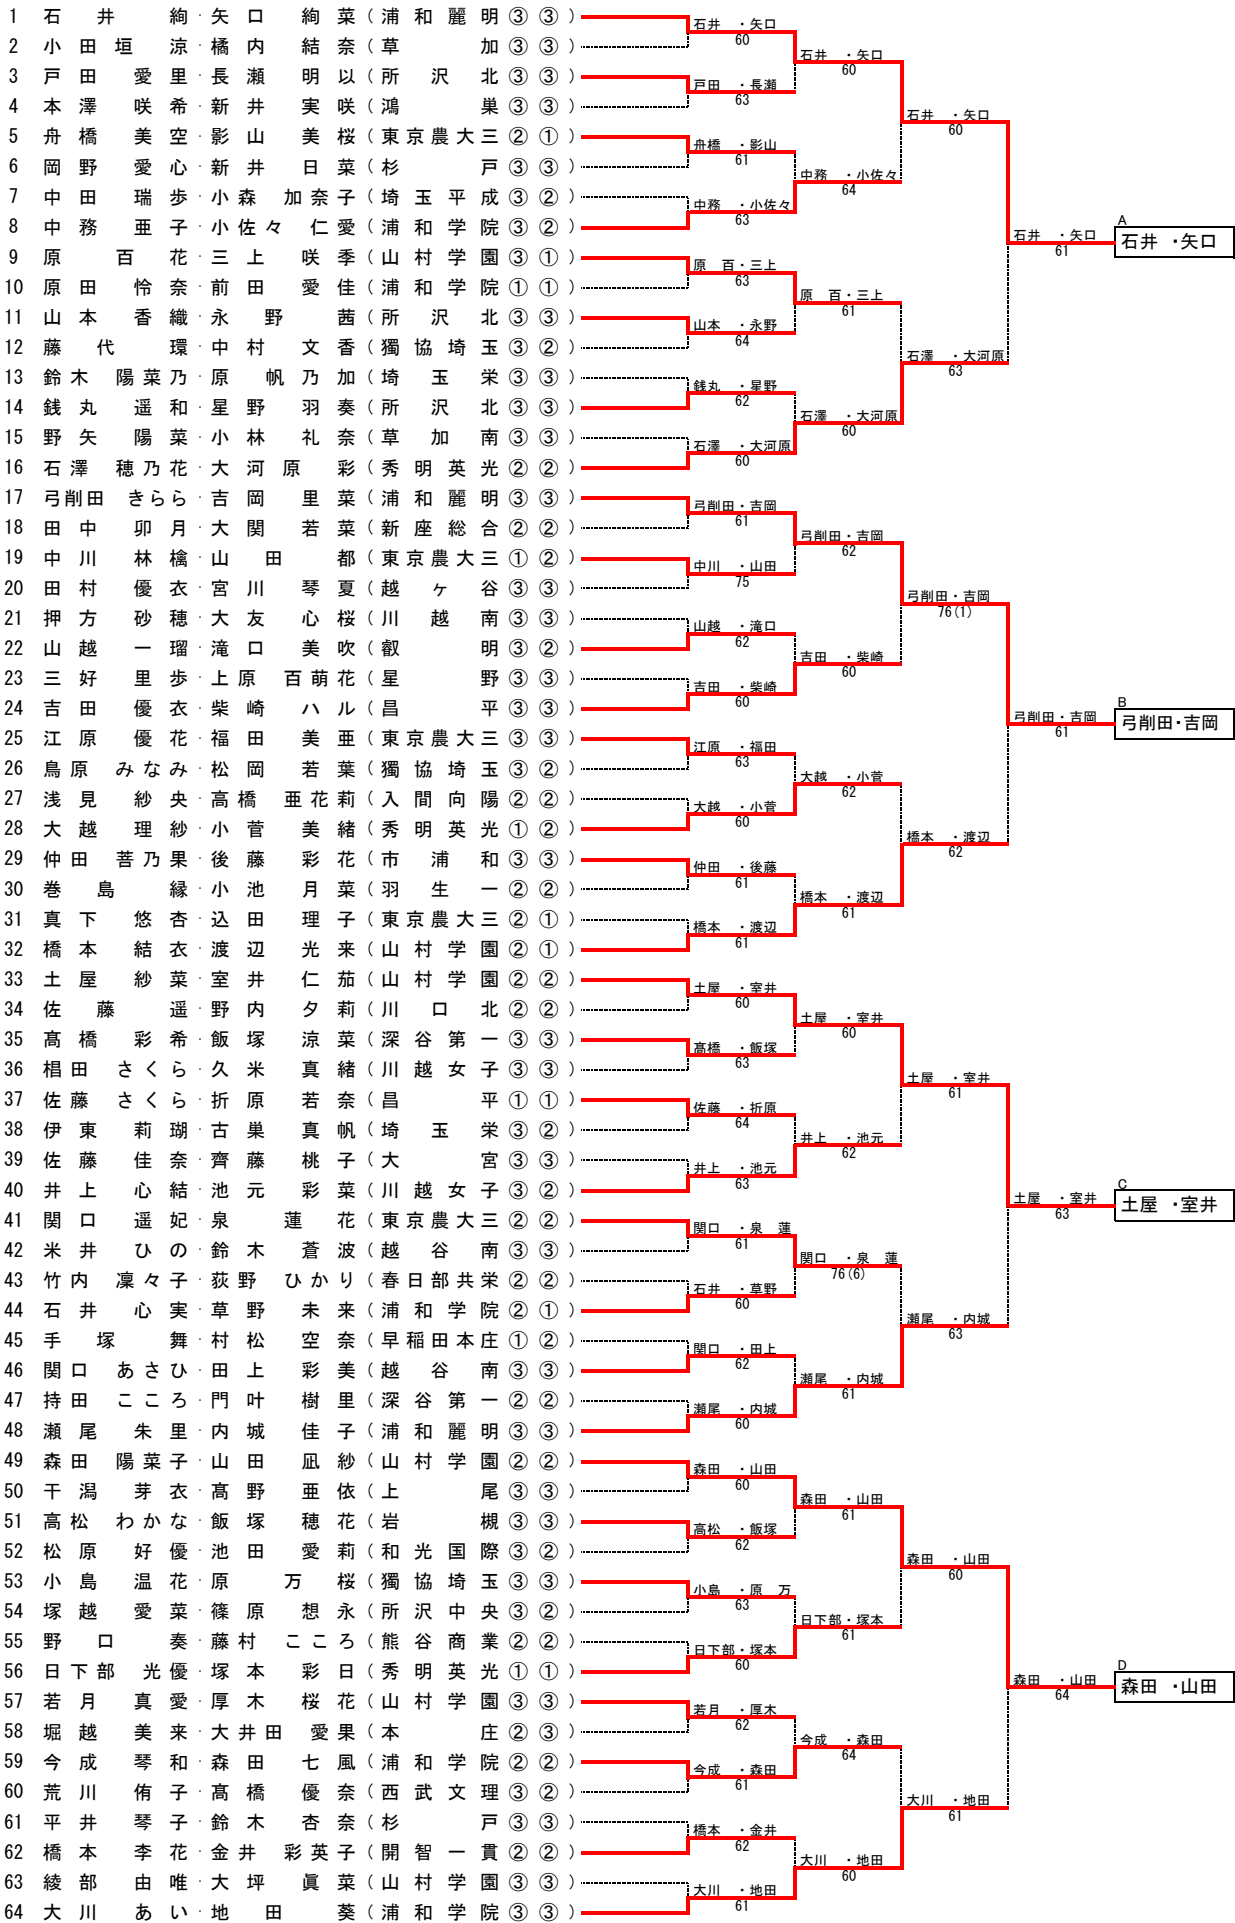 1 石井 絢・矢口 絢菜(浦和麗明③③)
2 小田垣 涼・橘内 結奈(草加③③)
3 戸田 愛里・長瀬 明以(所沢北③③)
4 本澤 咲希・新井 実咲(鴻巣③③)
5 舟橋 美空・影山 美桜(東京農大三②①)
6 岡野 愛心・新井 日菜(杉戸③③)
7 中田 瑞歩・小森 加奈子(埼玉平成③②)
8 中務 亜子・小佐々 仁愛(浦和学院③②)
9 原 百花・三上 咲季(山村学園③①)
10 原田 怜奈・前田 愛佳(浦和学院①①)
11 山本 香織・永野 茜(所沢北③③)
12 藤代 環・中村 文香(獨協埼玉③②)
13 鈴木 陽菜乃・原 帆乃加(埼玉栄③③)
14 銭丸 遥和・星野 羽奏(所沢北③③)
15 野矢 陽菜・小林 礼奈(草加南③③)
16 石澤 穂乃花・大河原 彩(秀明英光②②)
17 弓削田 きらら・吉岡 里菜(浦和麗明③③)
18 田中 卯月・大関 若菜(新座総合②②)
19 中川 林檎・山田 都(東京農大三①②)
20 田村 優衣・宮川 琴夏(越ヶ谷③③)
21 押方 砂穂・大友 心桜(川越南③③)
22 山越 一瑠・滝口 美吹(叡明③②)
23 三好 里歩・上原 百萌花(星野③③)
24 吉田 優衣・柴崎 ハル(昌平③③)
25 江原 優花・福田 美亜(東京農大三③③)
26 鳥原 みなみ・松岡 若葉(獨協埼玉③②)
27 浅見 紗央・高橋 亜花莉(入間向陽②②)
28 大越 理紗・小菅 美緒(秀明英光①②)
29 仲田 菩乃果・後藤 彩花(市浦和③③)
30 巻島 縁・小池 月菜(羽生一②②)
31 真下 悠杏・込田 理子(東京農大三②①)
32 橋本 結衣・渡辺 光来(山村学園②①)
33 土屋 紗菜・室井 仁茄(山村学園②②)
34 佐藤 遥・野内 夕莉(川口北②②)
35 髙橋 彩希・飯塚 涼菜(深谷第一③③)
36 椙田 さくら・久米 真緒(川越女子③③)
37 佐藤 さくら・折原 若奈(昌平①①)
38 伊東 莉瑚・古巣 真帆(埼玉栄③②)
39 佐藤 佳奈・齊藤 桃子(大宮③③)
40 井上 心結・池元 彩菜(川越女子③②)
41 関口 遥妃・泉 蓮花(東京農大三②②)
42 米井 ひの・鈴木 蒼波(越谷南③③)
43 竹内 凜々子・荻野 ひかり(春日部共栄②②)
44 石井 心実・草野 未来(浦和学院②①)
45 手塚 舞・村松 空奈(早稲田本庄①②)
46 関口 あさひ・田上 彩美(越谷南③③)
47 持田 こころ・門叶 樹里(深谷第一②②)
48 瀬尾 朱里・内城 佳子(浦和麗明③③)
49 森田 陽菜子・山田 凪紗(山村学園②②)
50 干潟 芽衣・髙野 亜依(上尾③③)
51 高松 わかな・飯塚 穂花(岩槻③③)
52 松原 好優・池田 愛莉(和光国際③②)
53 小島 温花・原 万桜(獨協埼玉③③)
54 塚越 愛菜・篠原 想永(所沢中央③②)
55 野口 奏・藤村 こころ(熊谷商業②②)
56 日下部 光優・塚本 彩日(秀明英光①①)
57 若月 真愛・厚木 桜花(山村学園③③)
58 堀越 美来・大井田 愛果(本庄②③)
59 今成 琴和・森田 七風(浦和学院②②)
60 荒川 侑子・髙橋 優奈(西武文理③②)
61 平井 琴子・鈴木 杏奈(杉戸③③)
62 橋本 李花・金井 彩英子(開智一貫②②)
63 綾部 由唯・大坪 眞菜(山村学園③③)
64 大川 あい・地田 葵(浦和学院③③)
石井 ・矢口
60
戸田 ・長瀬
63
舟橋 ・影山
61
中務 ・小佐々
63
原 百・三上
63
山本 ・永野
64
銭丸 ・星野
62
石澤 ・大河原
60
弓削田・吉岡
61
中川 ・山田
75
山越 ・滝口
62
吉田 ・柴崎
60
江原 ・福田
63
大越 ・小菅
60
仲田 ・後藤
61
橋本 ・渡辺
61
土屋 ・室井
60
髙橋 ・飯塚
63
佐藤 ・折原
64
井上 ・池元
63
関口 ・泉 蓮
61
石井 ・草野
60
関口 ・田上
62
瀬尾 ・内城
60
森田 ・山田
60
高松 ・飯塚
62
小島 ・原 万
63
日下部・塚本
60
若月 ・厚木
62
今成 ・森田
61
橋本 ・金井
62
大川 ・地田
61
石井 ・矢口
60
中務 ・小佐々
64
原 百・三上
61
石澤 ・大河原
60
弓削田・吉岡
62
吉田 ・柴崎
60
大越 ・小菅
62
橋本 ・渡辺
61
土屋 ・室井
60
井上 ・池元
62
関口 ・泉 蓮
76(6)
瀬尾 ・内城
61
森田 ・山田
61
日下部・塚本
61
今成 ・森田
64
大川 ・地田
60
石井 ・矢口
60
石澤 ・大河原
63
弓削田・吉岡
76(1)
橋本 ・渡辺
62
土屋 ・室井
61
瀬尾 ・内城
63
森田 ・山田
60
大川 ・地田
61
石井 ・矢口
61
弓削田・吉岡
61
土屋 ・室井
63
森田 ・山田
64
A
石井 ・矢口
B
弓削田・吉岡
C
土屋 ・室井
D
森田 ・山田